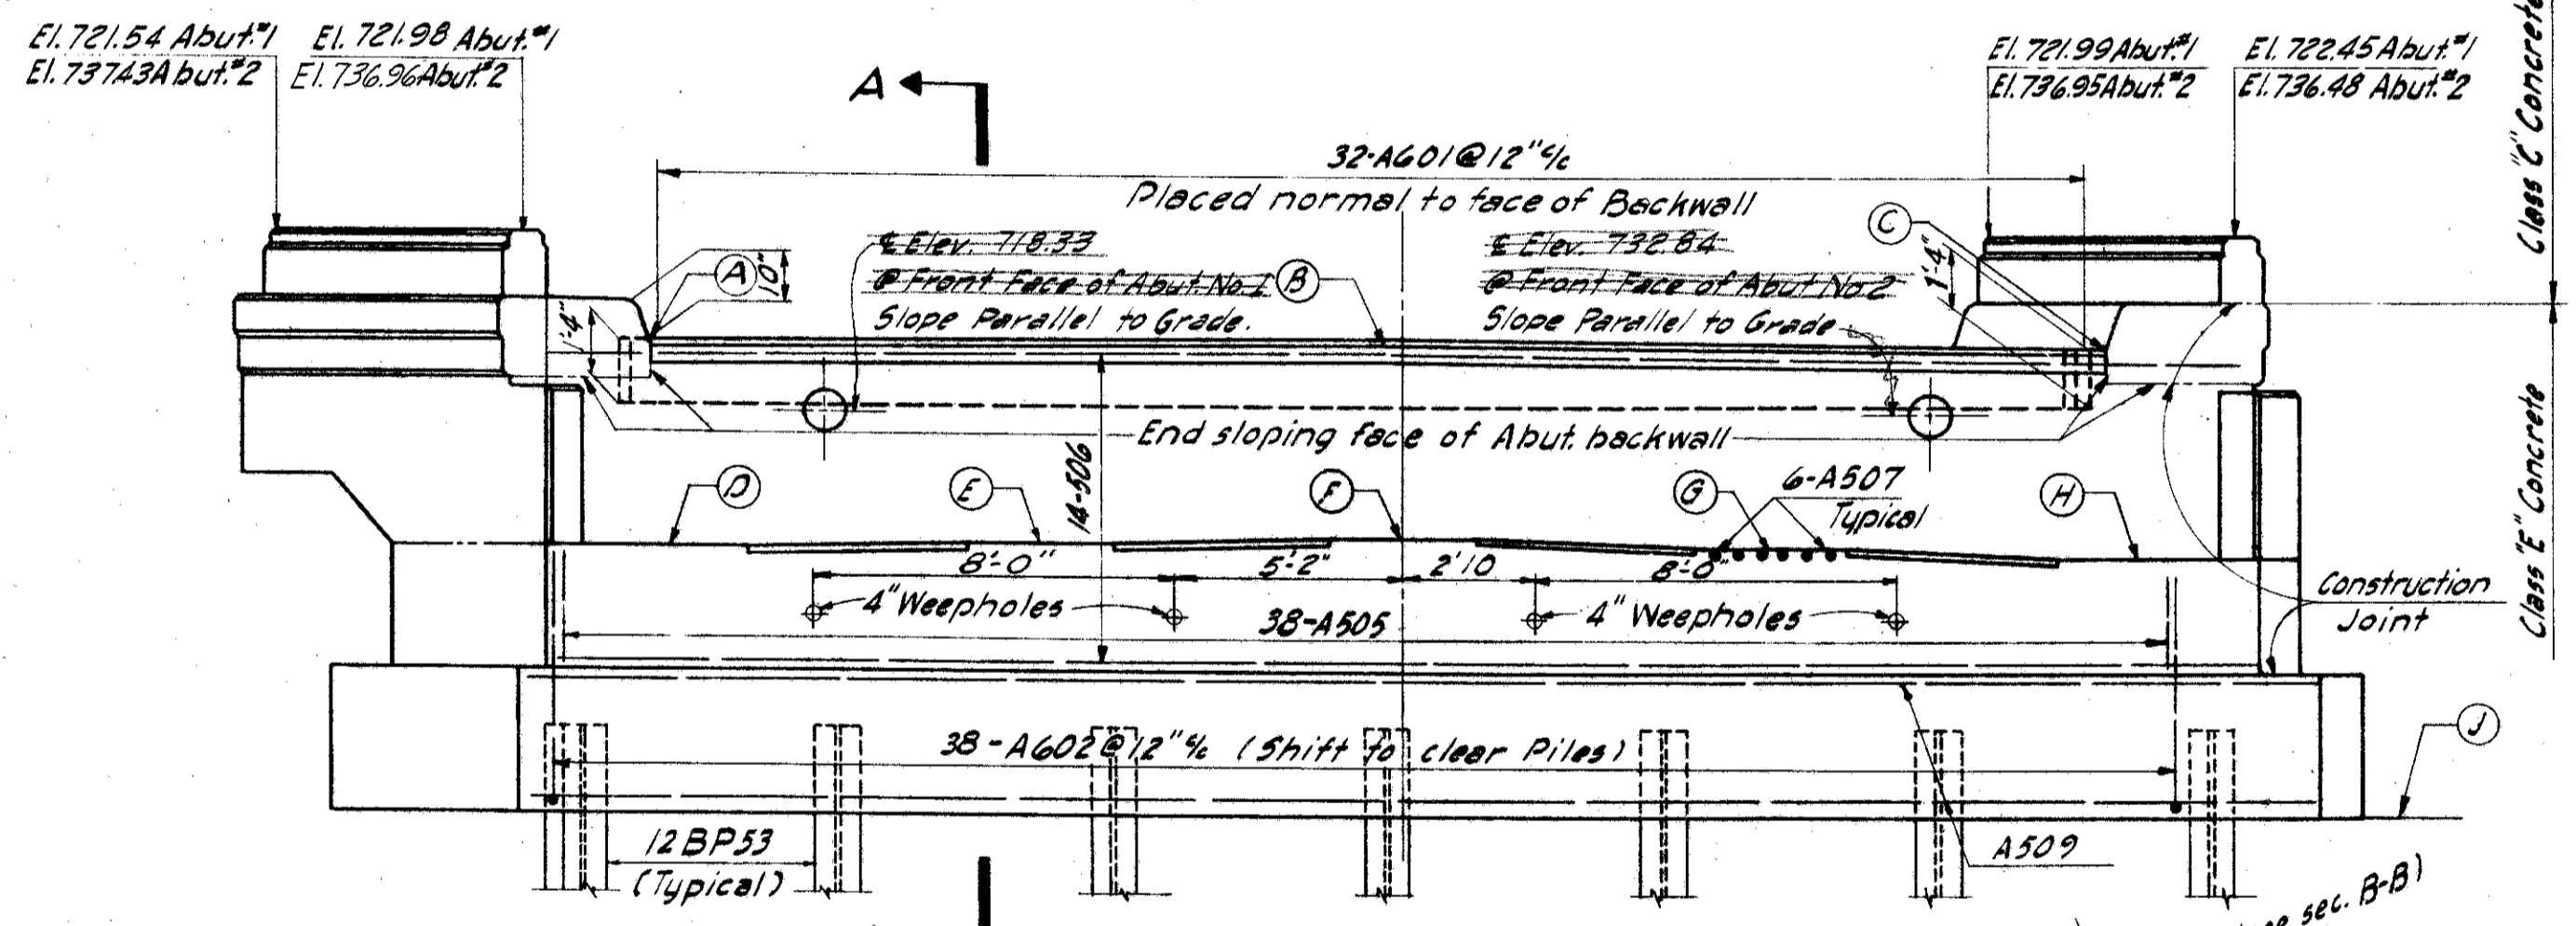 El. 721.54 Abut.#1
El. 737.43 Abut.#2
El. 721.98 Abut.#1
El. 736.96 Abut.#2
A
El. 721.99 Abut.#1
El. 736.95 Abut.#2
El. 722.45 Abut.#1
El. 736.48 Abut.#2
Class "C" Concrete
32-A601@12" c/c
Placed normal to face of Backwall
℄ Elev. 718.33
@ Front Face of Abut. No.1
Slope Parallel to Grade.
℄ Elev. 732.84
@ Front Face of Abut No.2
Slope Parallel to Grade
A
10"
B
C
1'-4"
1'-4"
End sloping face of Abut. backwall
D
E
14-506
F
G
6-A507
Typical
H
8'-0"
5'-2"
2'10
8'-0"
4" Weepholes
4" Weepholes
38-A505
Construction
Joint
Class "E" Concrete
38-A602@12" c/c (Shift to clear Piles)
J
12BP53
(Typical)
A509
sec. B-B)